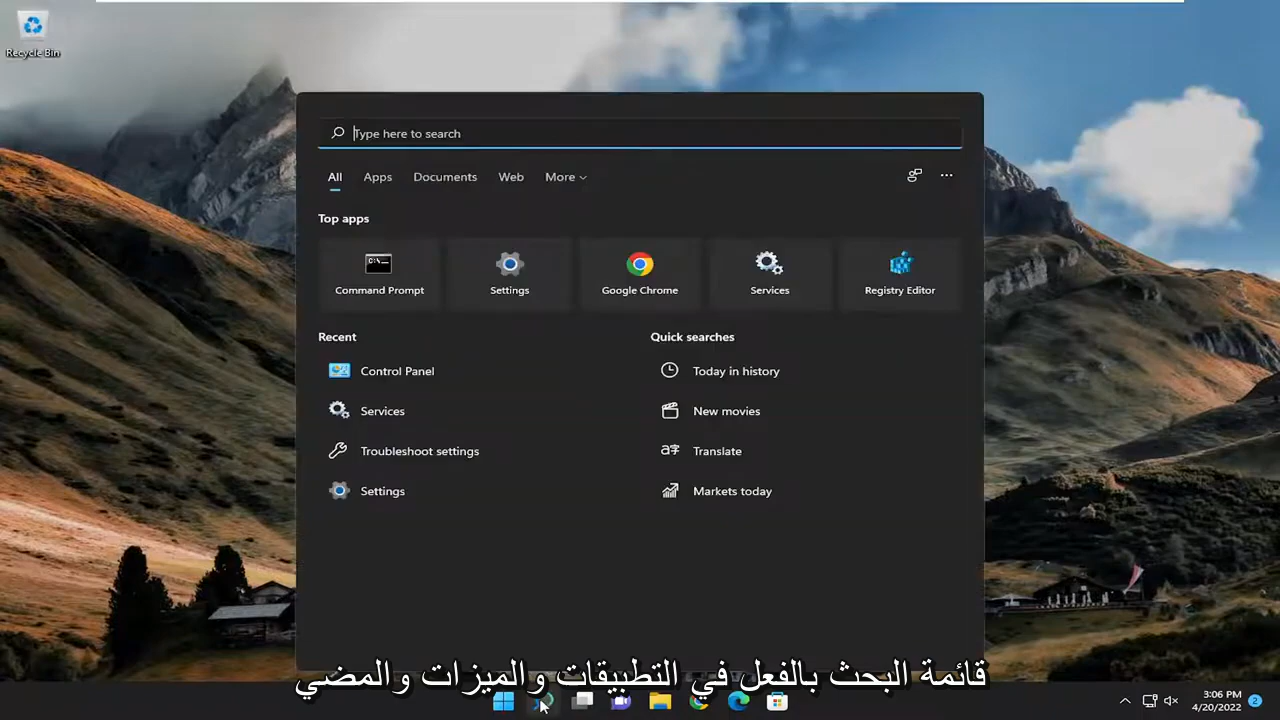 Recycle Bin
Type here to search
All Apps Documents Web More
Top apps
Command Prompt Settings Google Chrome Services Registry Editor
Recent
Control Panel
Services
Troubleshoot settings
Settings
Quick searches
Today in history
New movies
Translate
Markets today
قائمة البحث بالفعل في التطبيقات والميزات والمضي
3:06 PM
4/20/2022
2